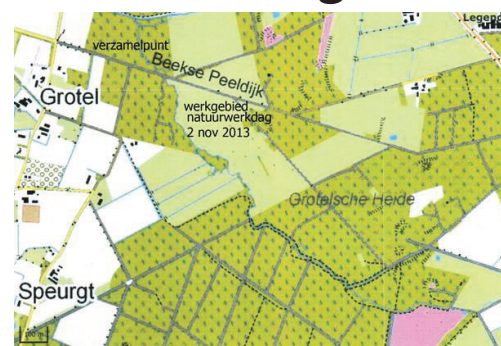 Legend
verzamelpunt
Beekse Peeldijk
Grotel
werkgebied
natuurwerkdag
2 nov 2013
Grotelsche Heide
Speurgt